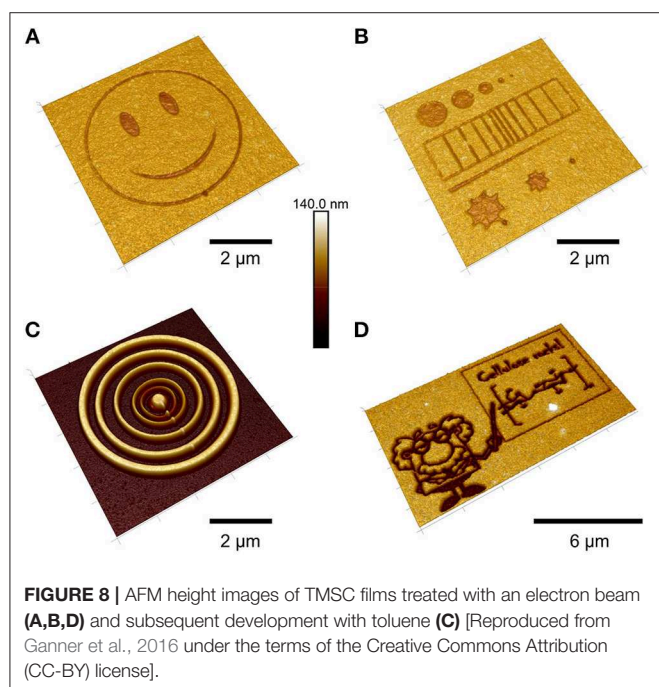 A
B
2 µm
140.0 nm
2 µm
C
D
Cellulose metal
2 µm
6 µm
FIGURE 8 | AFM height images of TMSC films treated with an electron beam
(A,B,D) and subsequent development with toluene (C) [Reproduced from
Ganner et al., 2016 under the terms of the Creative Commons Attribution
(CC-BY) license].